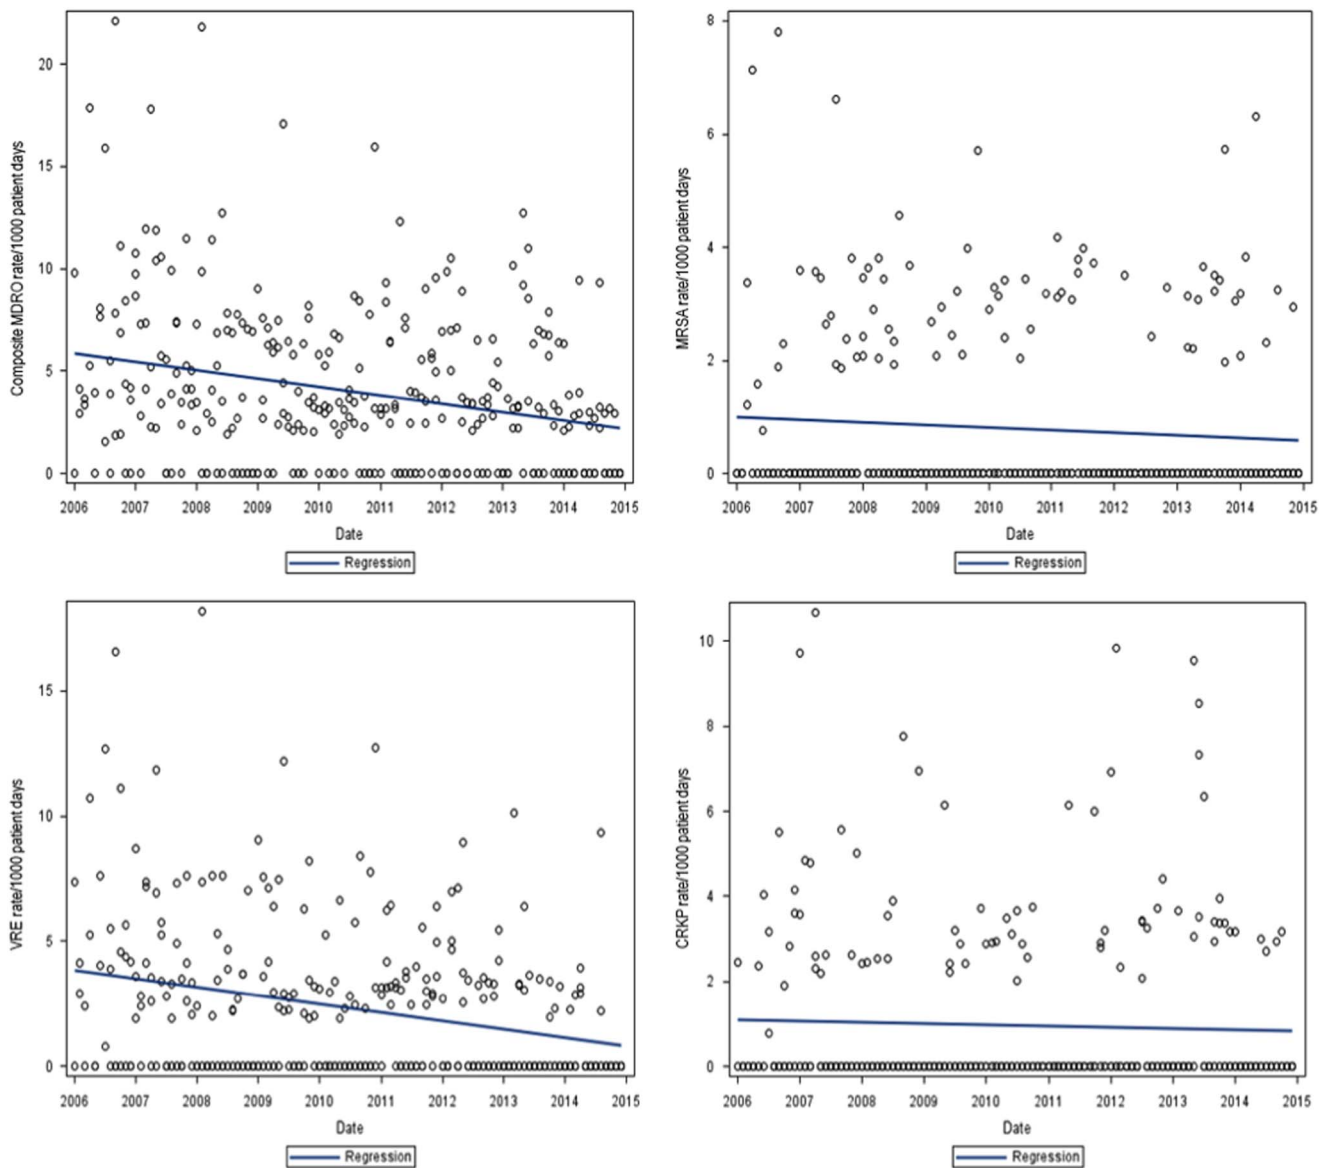 Composite MDRO rate/1000 patient days
20
15
10
5
0
2006 2007 2008 2009 2010 2011 2012 2013 2014 2015
Date
Regression
MRSA rate/1000 patient days
8
6
4
2
0
2006 2007 2008 2009 2010 2011 2012 2013 2014 2015
Date
Regression
VRE rate/1000 patient days
15
10
5
0
2006 2007 2008 2009 2010 2011 2012 2013 2014 2015
Date
Regression
CRKP rate/1000 patient days
10
8
6
4
2
0
2006 2007 2008 2009 2010 2011 2012 2013 2014 2015
Date
Regression